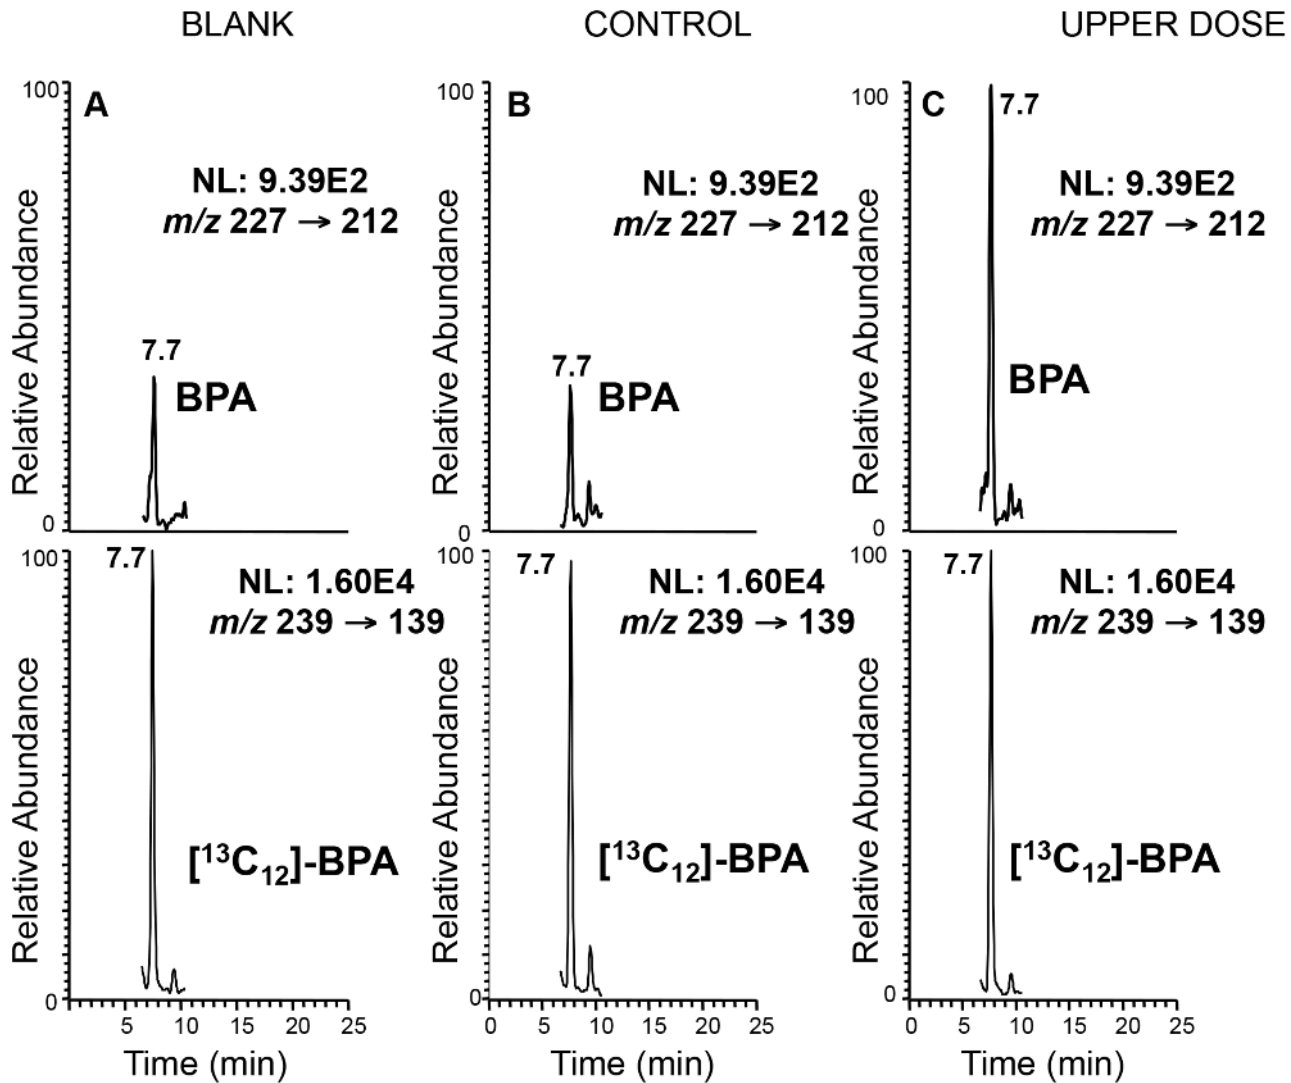 BLANK
CONTROL
UPPER DOSE
100
A
NL: 9.39E2
m/z 227 → 212
7.7
BPA
Relative Abundance
0
100
B
NL: 9.39E2
m/z 227 → 212
7.7
BPA
Relative Abundance
0
100
C
7.7
NL: 9.39E2
m/z 227 → 212
BPA
Relative Abundance
0
100
7.7
NL: 1.60E4
m/z 239 → 139
[¹³C₁₂]-BPA
Relative Abundance
0
5 10 15 20 25
Time (min)
100
7.7
NL: 1.60E4
m/z 239 → 139
[¹³C₁₂]-BPA
Relative Abundance
0
0 5 10 15 20 25
Time (min)
100
7.7
NL: 1.60E4
m/z 239 → 139
[¹³C₁₂]-BPA
Relative Abundance
0
0 5 10 15 20 25
Time (min)